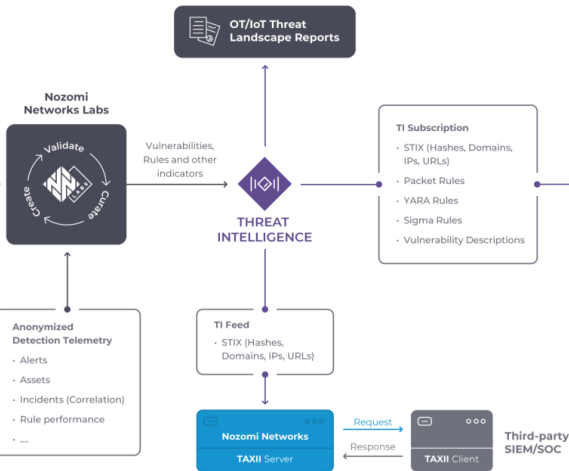 OT/IoT Threat
Landscape Reports
Nozomi
Networks Labs
Validate
Curate
Create
LABS
Vulnerabilities,
Rules and other
indicators
THREAT
INTELLIGENCE
TI Subscription
• STIX (Hashes, Domains,
IPs, URLs)
• Packet Rules
• YARA Rules
• Sigma Rules
• Vulnerability Descriptions
Anonymized
Detection Telemetry
• Alerts
• Assets
• Incidents (Correlation)
• Rule performance
• ....
TI Feed
• STIX (Hashes,
Domains, IPs, URLs)
Nozomi Networks
TAXII Server
Request
Response
TAXII Client
Third-party
SIEM/SOC